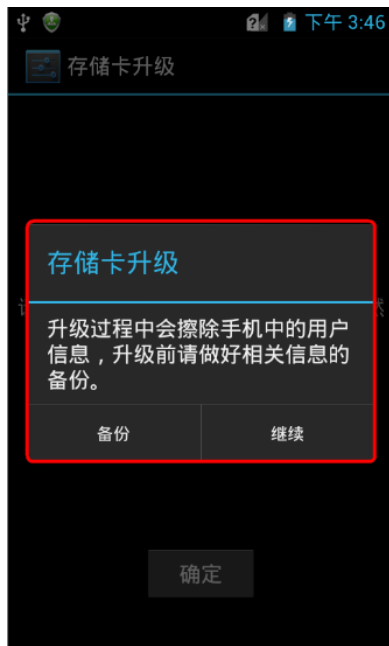 下午 3:46
存储卡升级
存储卡升级
升级过程中会擦除手机中的用户
信息，升级前请做好相关信息的
备份。
备份
继续
确定